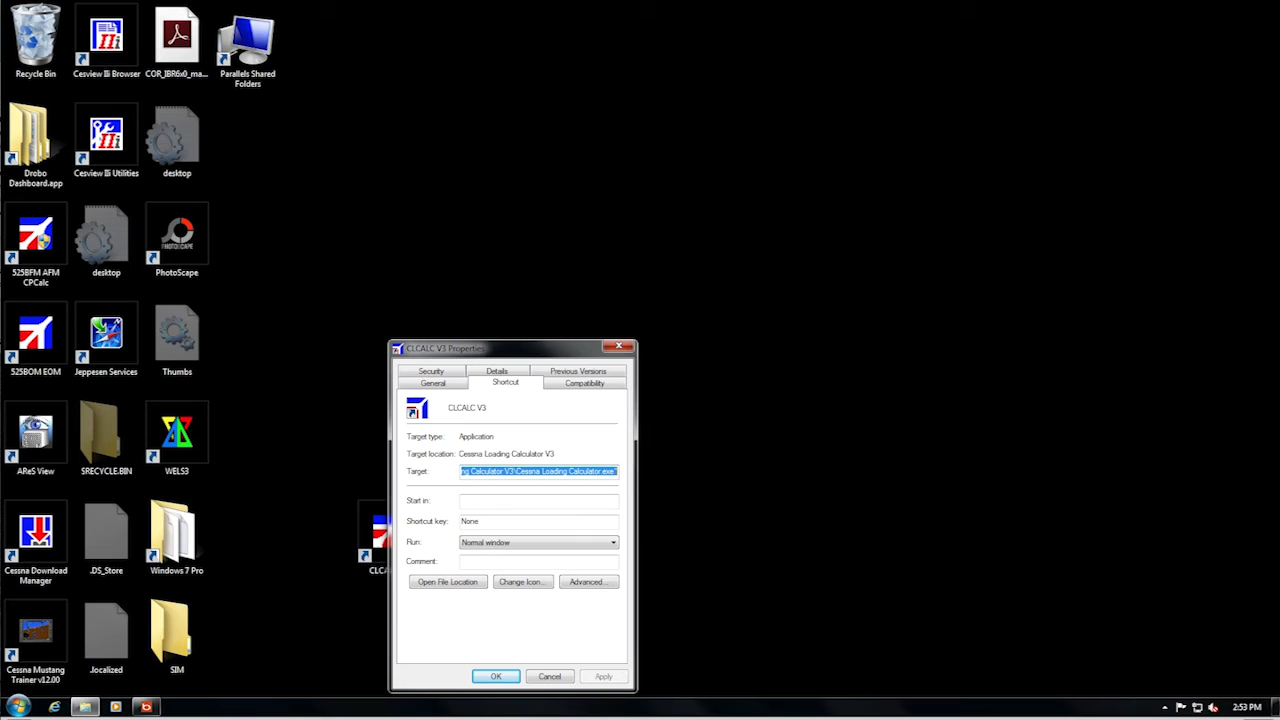 Recycle Bin
Cesview IIi Browser
COR_IBR6x0_ma...
Parallels Shared
Folders
Drobo
Dashboard.app
Cesview IIi Utilities
desktop
525BFM AFM
CPCalc
desktop
PHOTOSCAPE
PhotoScape
525BOM EOM
Jeppesen Services
Thumbs
AReS View
$RECYCLE.BIN
WELS3
Cessna Download
Manager
.DS_Store
Windows 7 Pro
CLC
Cessna Mustang
Trainer v12.00
.localized
SIM
CLCALC V3 Properties
Security
Details
Previous Versions
General
Shortcut
Compatibility
CLCALC V3
Target type: Application
Target location: Cessna Loading Calculator V3
Target: ng Calculator V3\Cessna Loading Calculator.exe"
Start in:
Shortcut key: None
Run: Normal window
Comment:
Open File Location
Change Icon...
Advanced...
OK
Cancel
Apply
2:53 PM